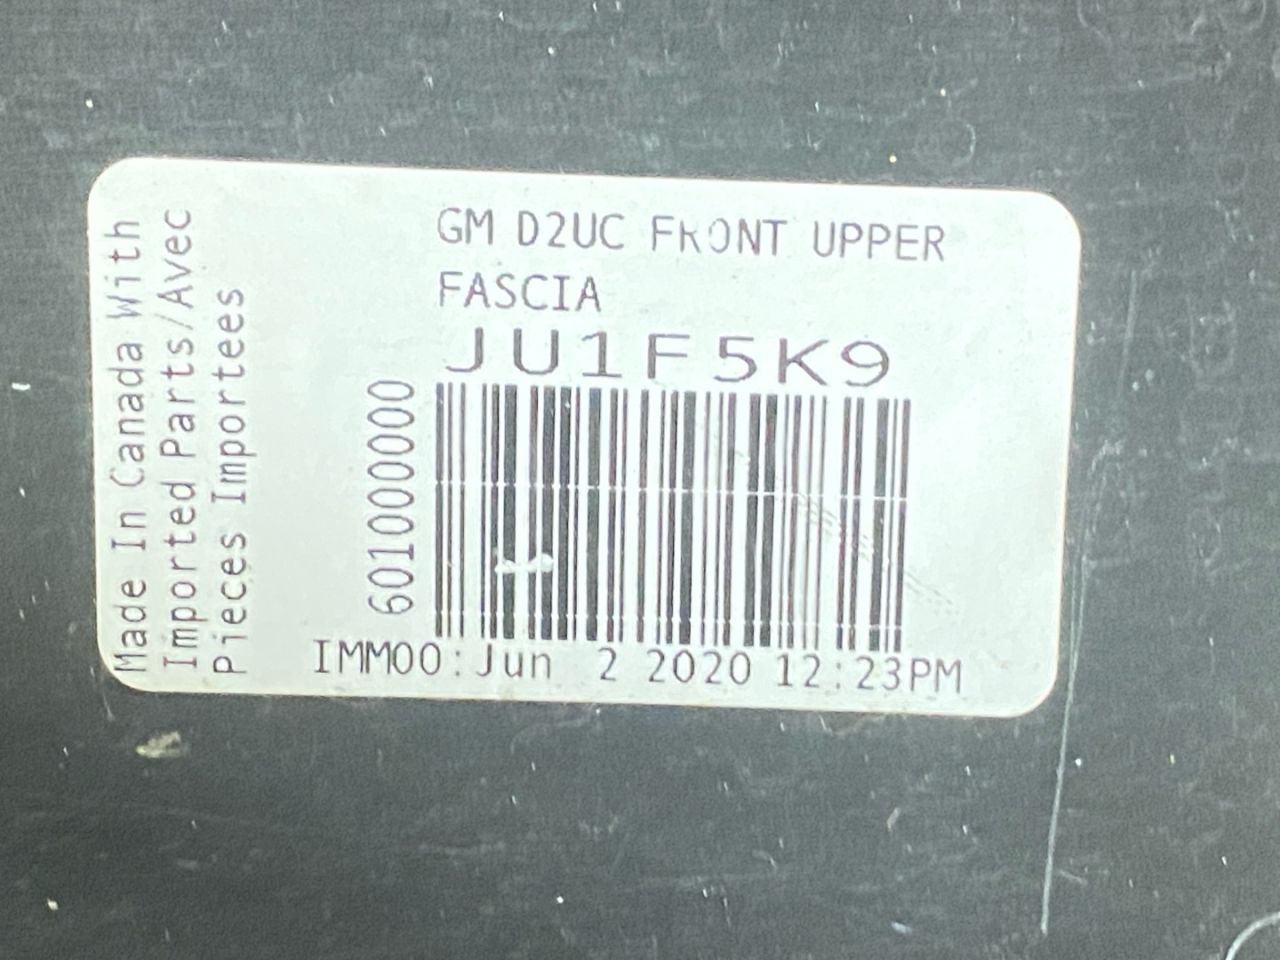 GM D2UC FRONT UPPER
FASCIA
JU1F5K9
601000000
IMM00:Jun 2 2020 12:23PM
Made In Canada With
Imported Parts/Avec
Pieces Importees